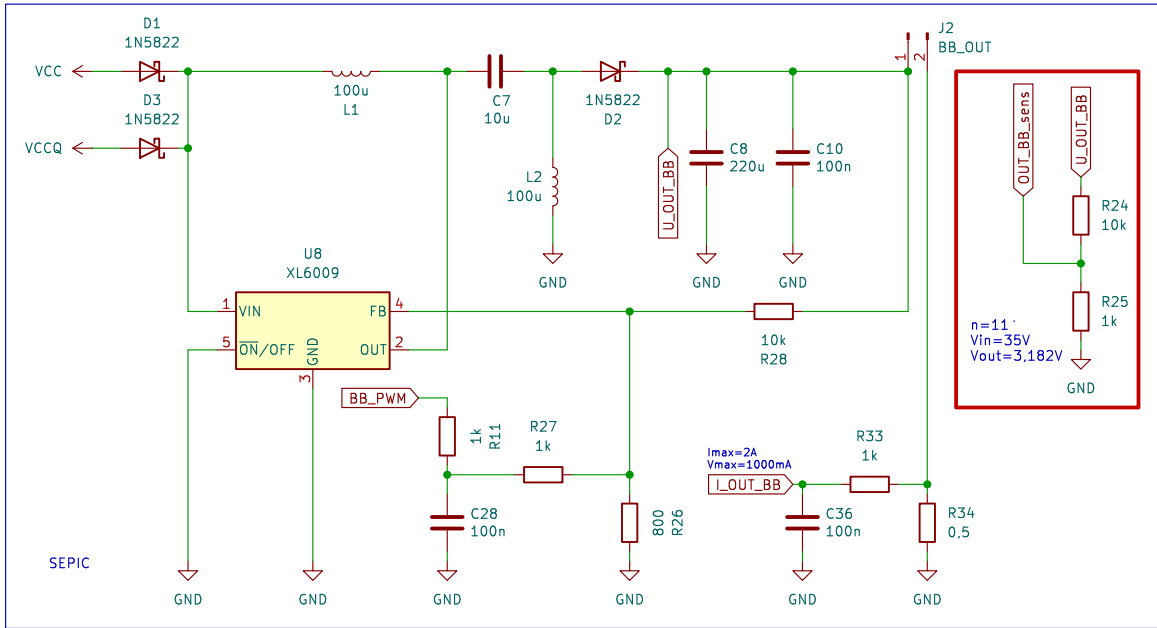 D1
1N5822
VCC
D3
1N5822
VCCQ
100u
L1
C7
10u
1N5822
D2
L2
100u
GND
U_OUT_BB
C8
220u
GND
C10
100n
GND
J2
BB_OUT
1
2
U8
XL6009
1
VIN
5
ON/OFF
GND
3
FB
4
OUT
2
10k
R28
BB_PWM
1k
R11
R27
1k
C28
100n
800
R26
Imax=2A
Vmax=1000mA
I_OUT_BB
R33
1k
C36
100n
R34
0,5
SEPIC
GND
GND
GND
GND
GND
GND
OUT_BB_sens
U_OUT_BB
R24
10k
R25
1k
n=11
Vin=35V
Vout=3,182V
GND